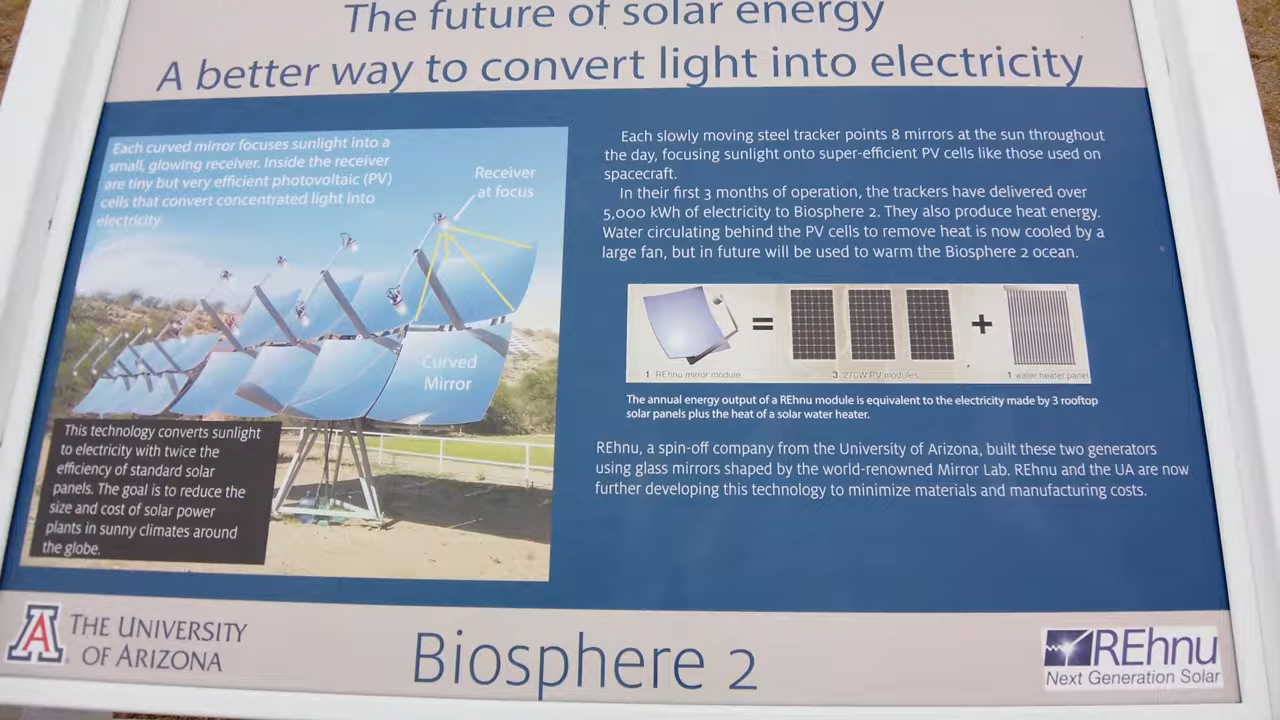 The future of solar energy
A better way to convert light into electricity
Each curved mirror focuses sunlight into a
small, glowing receiver. Inside the receiver
are tiny but very efficient photovoltaic (PV)
cells that convert concentrated light into
electricity
Receiver
at focus
Curved
Mirror
This technology converts sunlight
to electricity with twice the
efficiency of standard solar
panels. The goal is to reduce the
size and cost of solar power
plants in sunny climates around
the globe.
Each slowly moving steel tracker points 8 mirrors at the sun throughout
the day, focusing sunlight onto super-efficient PV cells like those used on
spacecraft.
In their first 3 months of operation, the trackers have delivered over
5,000 kWh of electricity to Biosphere 2. They also produce heat energy.
Water circulating behind the PV cells to remove heat is now cooled by a
large fan, but in future will be used to warm the Biosphere 2 ocean.
=
+
1 REhnu mirror module
3 270W PV modules
1 water heater panel
The annual energy output of a REhnu module is equivalent to the electricity made by 3 rooftop
solar panels plus the heat of a solar water heater.
REhnu, a spin-off company from the University of Arizona, built these two generators
using glass mirrors shaped by the world-renowned Mirror Lab. REhnu and the UA are now
further developing this technology to minimize materials and manufacturing costs.
A
THE UNIVERSITY
OF ARIZONA
Biosphere 2
REhnu
Next Generation Solar